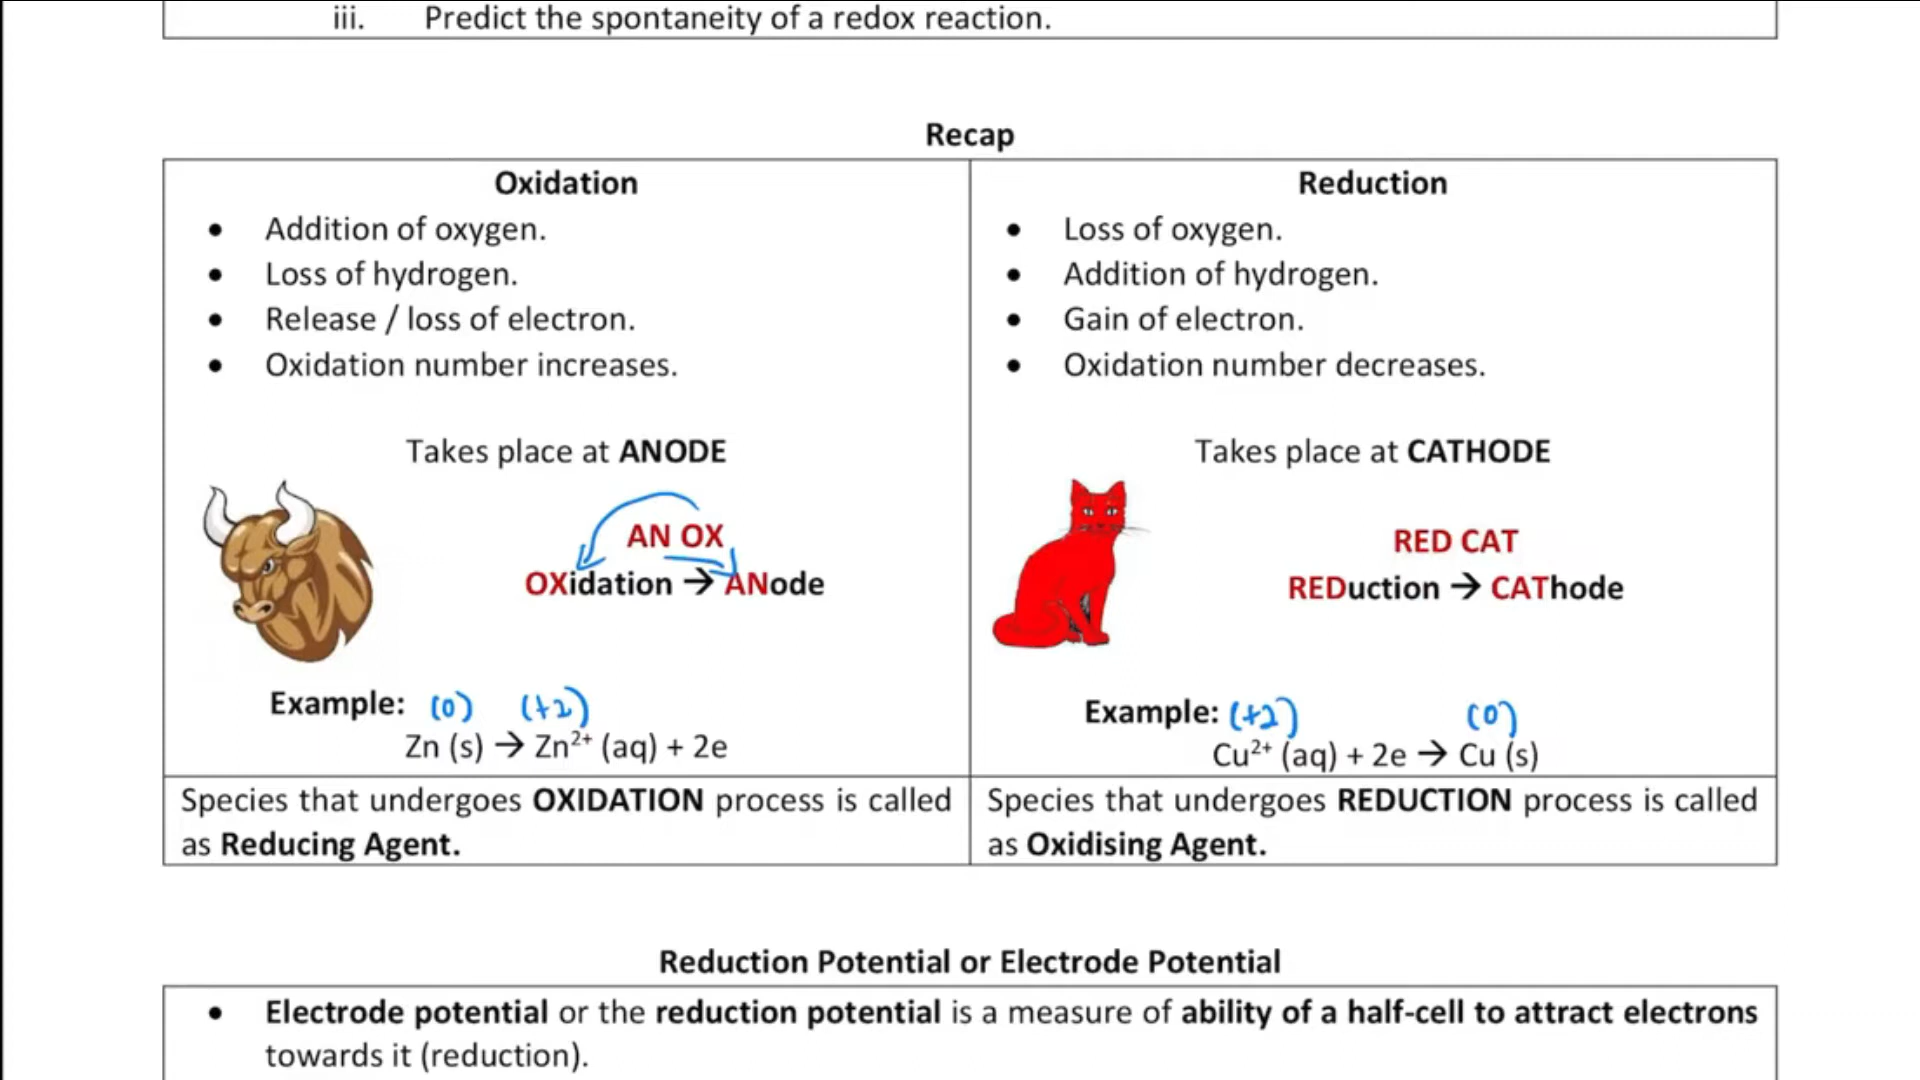 iii. Predict the spontaneity of a redox reaction.
Recap
Oxidation
• Addition of oxygen.
• Loss of hydrogen.
• Release / loss of electron.
• Oxidation number increases.
Takes place at ANODE
AN OX
OXidation → ANode
Example: (0) (+2)
Zn (s) → Zn²⁺ (aq) + 2e
Species that undergoes OXIDATION process is called
as Reducing Agent.
Reduction
• Loss of oxygen.
• Addition of hydrogen.
• Gain of electron.
• Oxidation number decreases.
Takes place at CATHODE
RED CAT
REDuction → CAThode
Example: (+2) (0)
Cu²⁺ (aq) + 2e → Cu (s)
Species that undergoes REDUCTION process is called
as Oxidising Agent.
Reduction Potential or Electrode Potential
• Electrode potential or the reduction potential is a measure of ability of a half-cell to attract electrons
towards it (reduction).